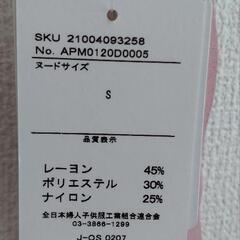 SKU 21004093258
No. APM0120D0005
ヌードサイズ
S
品質表示
レーヨン 45%
ポリエステル 30%
ナイロン 25%
全日本婦人子供服工業組合連合会
03-3866-1299
J-OS 0207